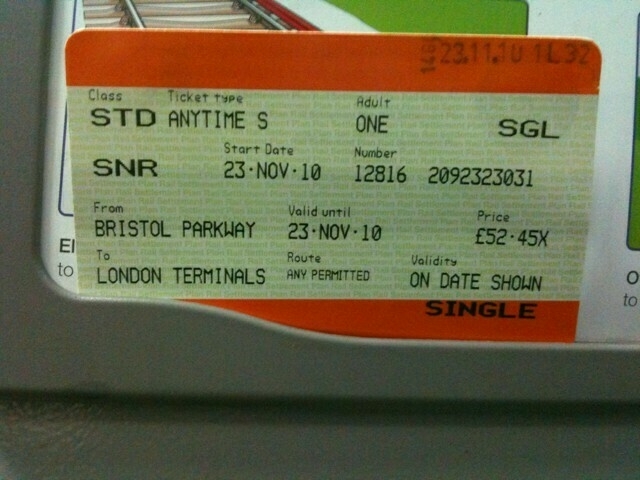 23.11.10
Class Ticket type Adult
STD ANYTIME S ONE SGL
Start Date Number
SNR 23·NOV·10 12816 2092323031
From Valid until Price
BRISTOL PARKWAY 23·NOV·10 £52·45X
To Route Validity
LONDON TERMINALS ANY PERMITTED ON DATE SHOWN
SINGLE
to
to